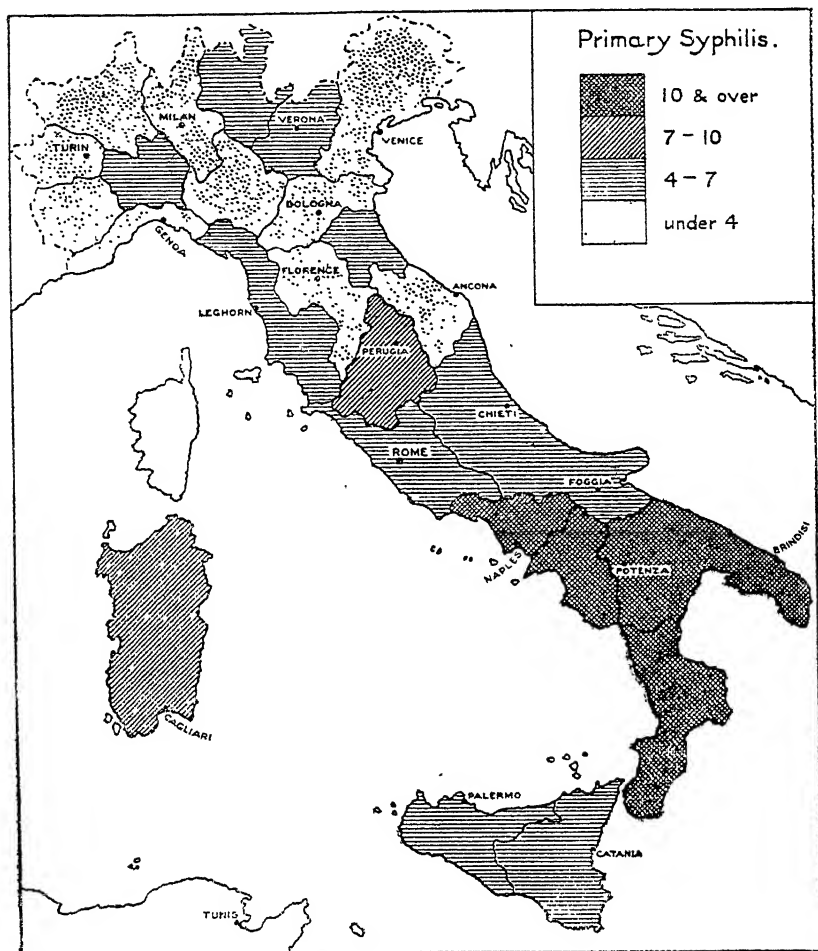 Primary Syphilis.
10 & over
7 - 10
4 - 7
under 4
MILAN
VERONA
TURIN
VENICE
BOLOGNA
GENOA
FLORENCE
ANCONA
LEGHORN
PERUGIA
CHIETI
ROME
FOGGIA
BRINDISI
NAPLES
POTENZA
CAGLIARI
PALERMO
CATANIA
TUNIS